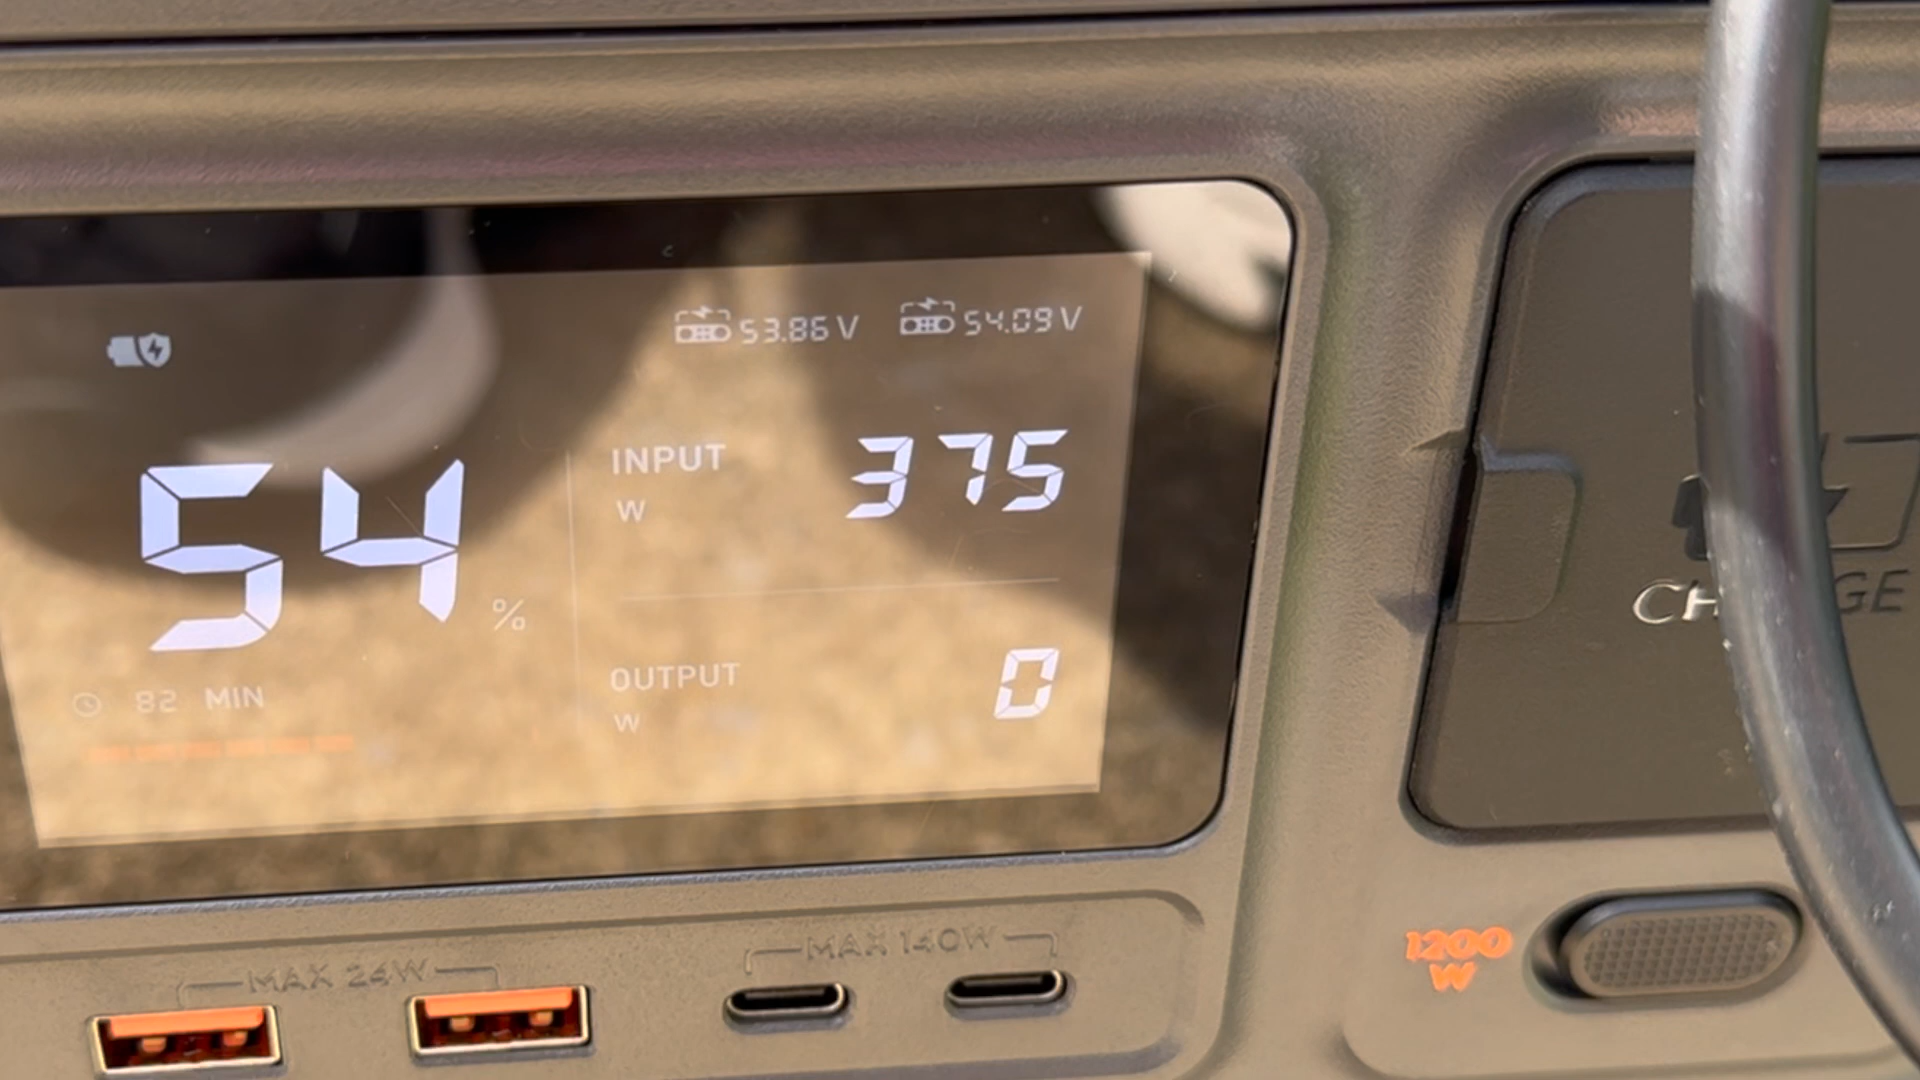 53.86 V 54.09 V
54 %
INPUT
W
375
82 MIN
OUTPUT
W
0
CHARGE
MAX 24W
MAX 140W
1200
W